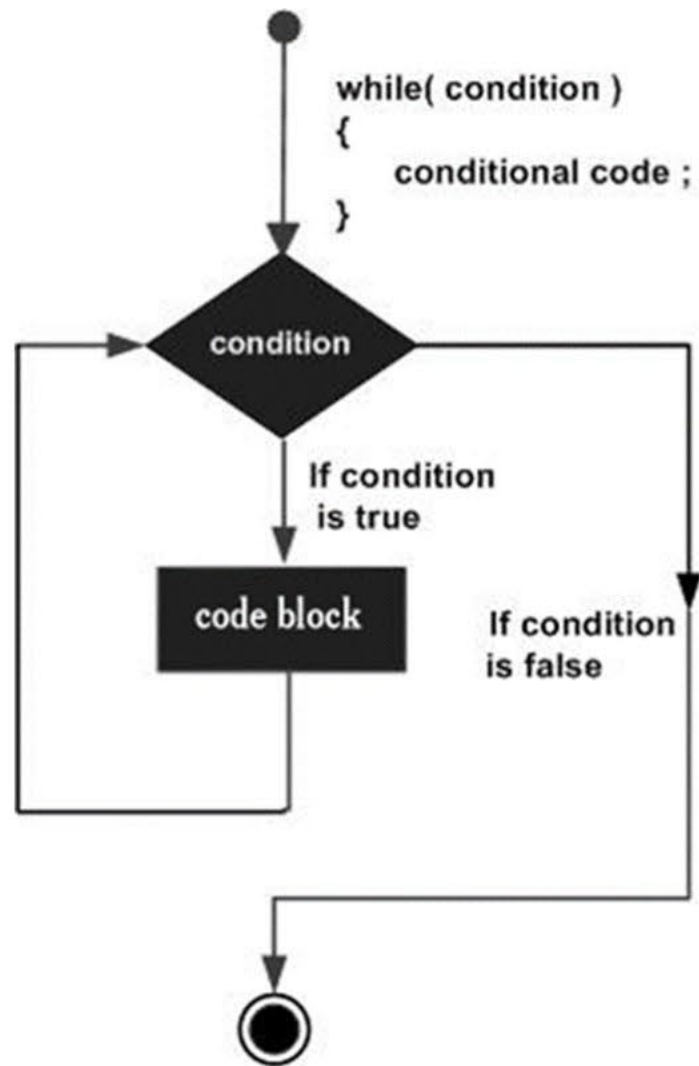 while( condition )
{
conditional code ;
}
condition
If condition
is true
code block
If condition
is false